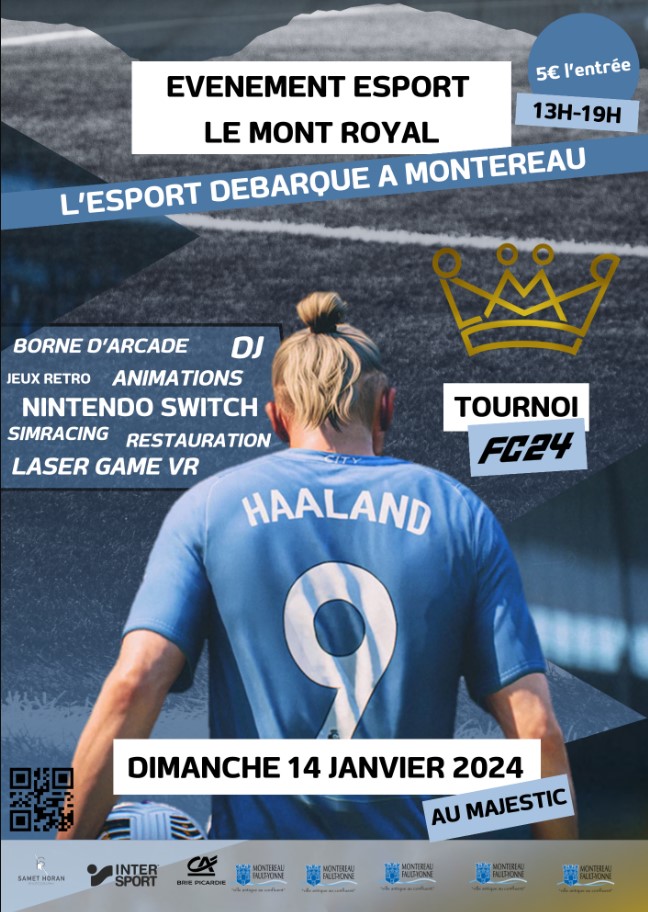 5€ l'entrée
13H-19H
EVENEMENT ESPORT
LE MONT ROYAL
L'ESPORT DEBARQUE A MONTEREAU
BORNE D'ARCADE DJ
JEUX RETRO ANIMATIONS
NINTENDO SWITCH
SIMRACING RESTAURATION
LASER GAME VR
TOURNOI
FC24
CITY
HAALAND
9
DIMANCHE 14 JANVIER 2024
AU MAJESTIC
SAMET HORAN
INTER
SPORT
CA
BRIE PICARDIE
MONTEREAU
FAULT-YONNE
MONTEREAU
FAULT-YONNE
MONTEREAU
FAULT-YONNE
MONTEREAU
FAULT-YONNE
MONTEREAU
FAULT-YONNE